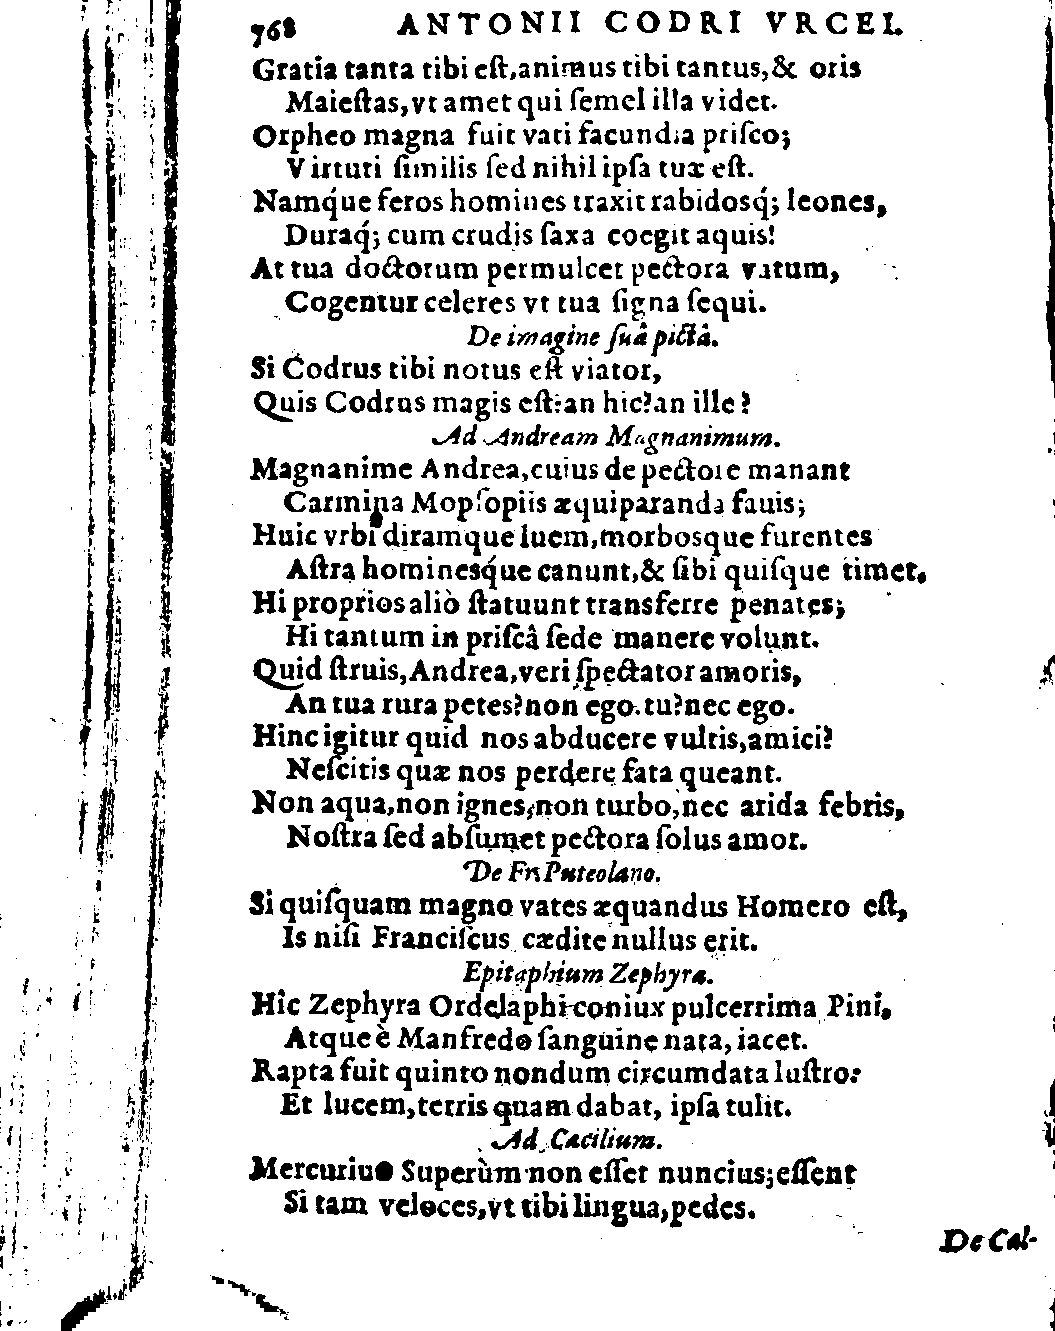 768 ANTONII CODRI VRCEI.
Gratia tanta tibi eſt,animus tibi tantus,& oris
Maieſtas,vt amet qui ſemel illa videt.
Orpheo magna fuit vati facundia priſco;
Virtuti ſimilis ſed nihil ipſa tuæ eſt.
Namq́ue feros homines traxit rabidosq́; leones,
Duraq́; cum crudis ſaxa coegit aquis!
At tua doctorum permulcet pectora vatum,
Cogentur celeres vt tua ſigna ſequi.
De imagine ſuâ pictâ.
Si Codrus tibi notus eſt viator,
Quis Codrus magis eſt:an hic?an ille?
Ad Andream Magnanimum.
Magnanime Andrea,cuius de pectore manant
Carmina Mopſopiis æquiparanda fauis;
Huic vrbi diramque luem,morbosque furentes
Aſtra hominesq́ue canunt,& ſibi quiſque timet.
Hi proprios aliò ſtatuunt transferre penates;
Hi tantum in priſcâ ſede manere volunt.
Quid ſtruis,Andrea,veri ſpectator amoris,
An tua rura petes?non ego.tu?nec ego.
Hinc igitur quid nos abducere vultis,amici?
Neſcitis quæ nos perdere fata queant.
Non aqua,non ignes,non turbo,nec arida febris,
Noſtra ſed abſumet pectora ſolus amor.
De Fr. Puteolano.
Si quiſquam magno vates æquandus Homero eſt,
Is niſi Franciſcus cædite nullus erit.
Epitaphium Zephyræ.
Hîc Zephyra Ordelaphi coniux pulcerrima Pini,
Atque è Manfredo ſanguine nata, iacet.
Rapta fuit quinto nondum circumdata luſtro:
Et lucem,terris quam dabat, ipſa tulit.
Ad Cæcilium.
Mercurius Superùm non eſſet nuncius;eſſent
Si tam veloces,vt tibi lingua,pedes.
De Cal-